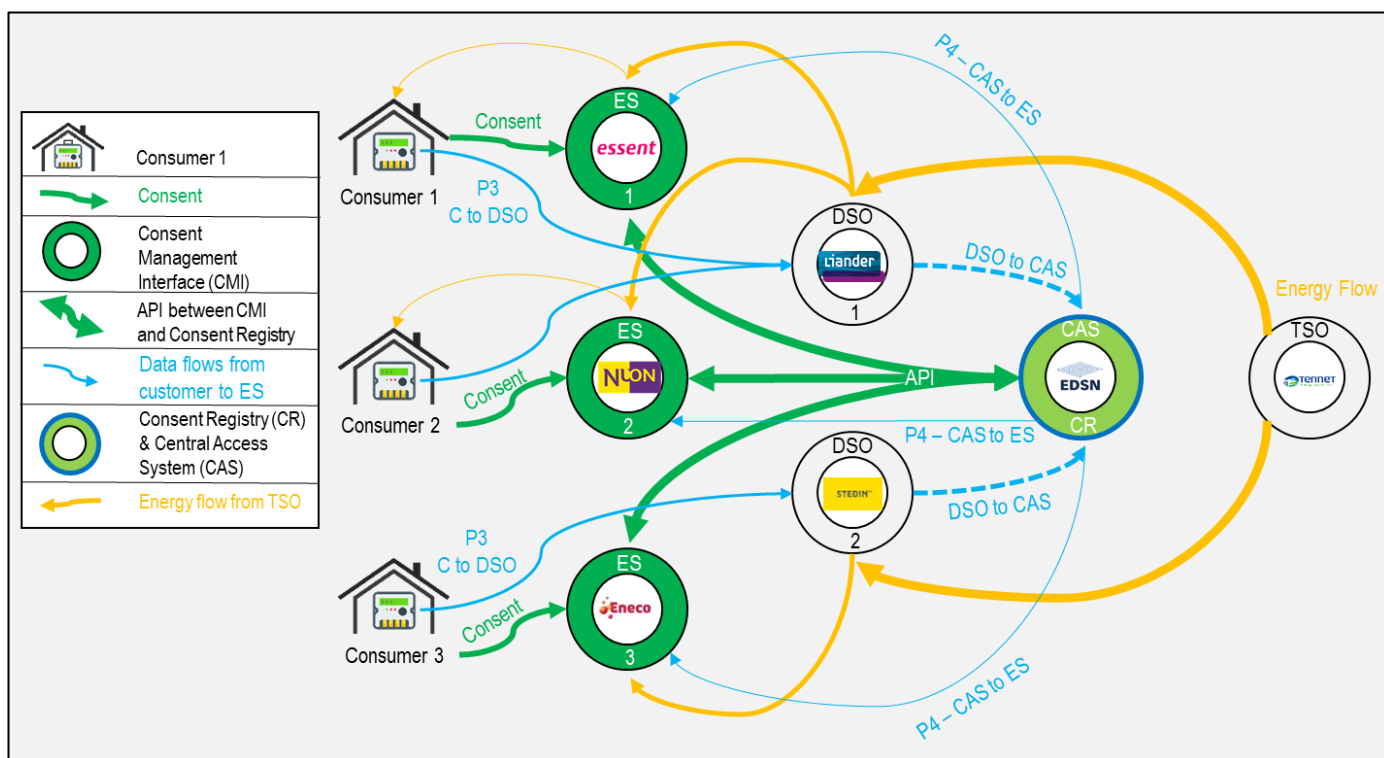 Consumer 1
Consent
Consent
Management
Interface (CMI)
API between CMI
and Consent Registry
Data flows from
customer to ES
Consent Registry (CR)
& Central Access
System (CAS)
Energy flow from TSO
Consumer 1
Consent
P3
C to DSO
ES
essent
1
P4 – CAS to ES
DSO
Liander
1
DSO to CAS
Energy Flow
Consumer 2
Consent
ES
NUON
2
API
CAS
EDSN
CR
TSO
TENNET
P4 – CAS to ES
DSO
STEDIN
2
DSO to CAS
P3
C to DSO
Consumer 3
Consent
ES
Eneco
3
P4 – CAS to ES